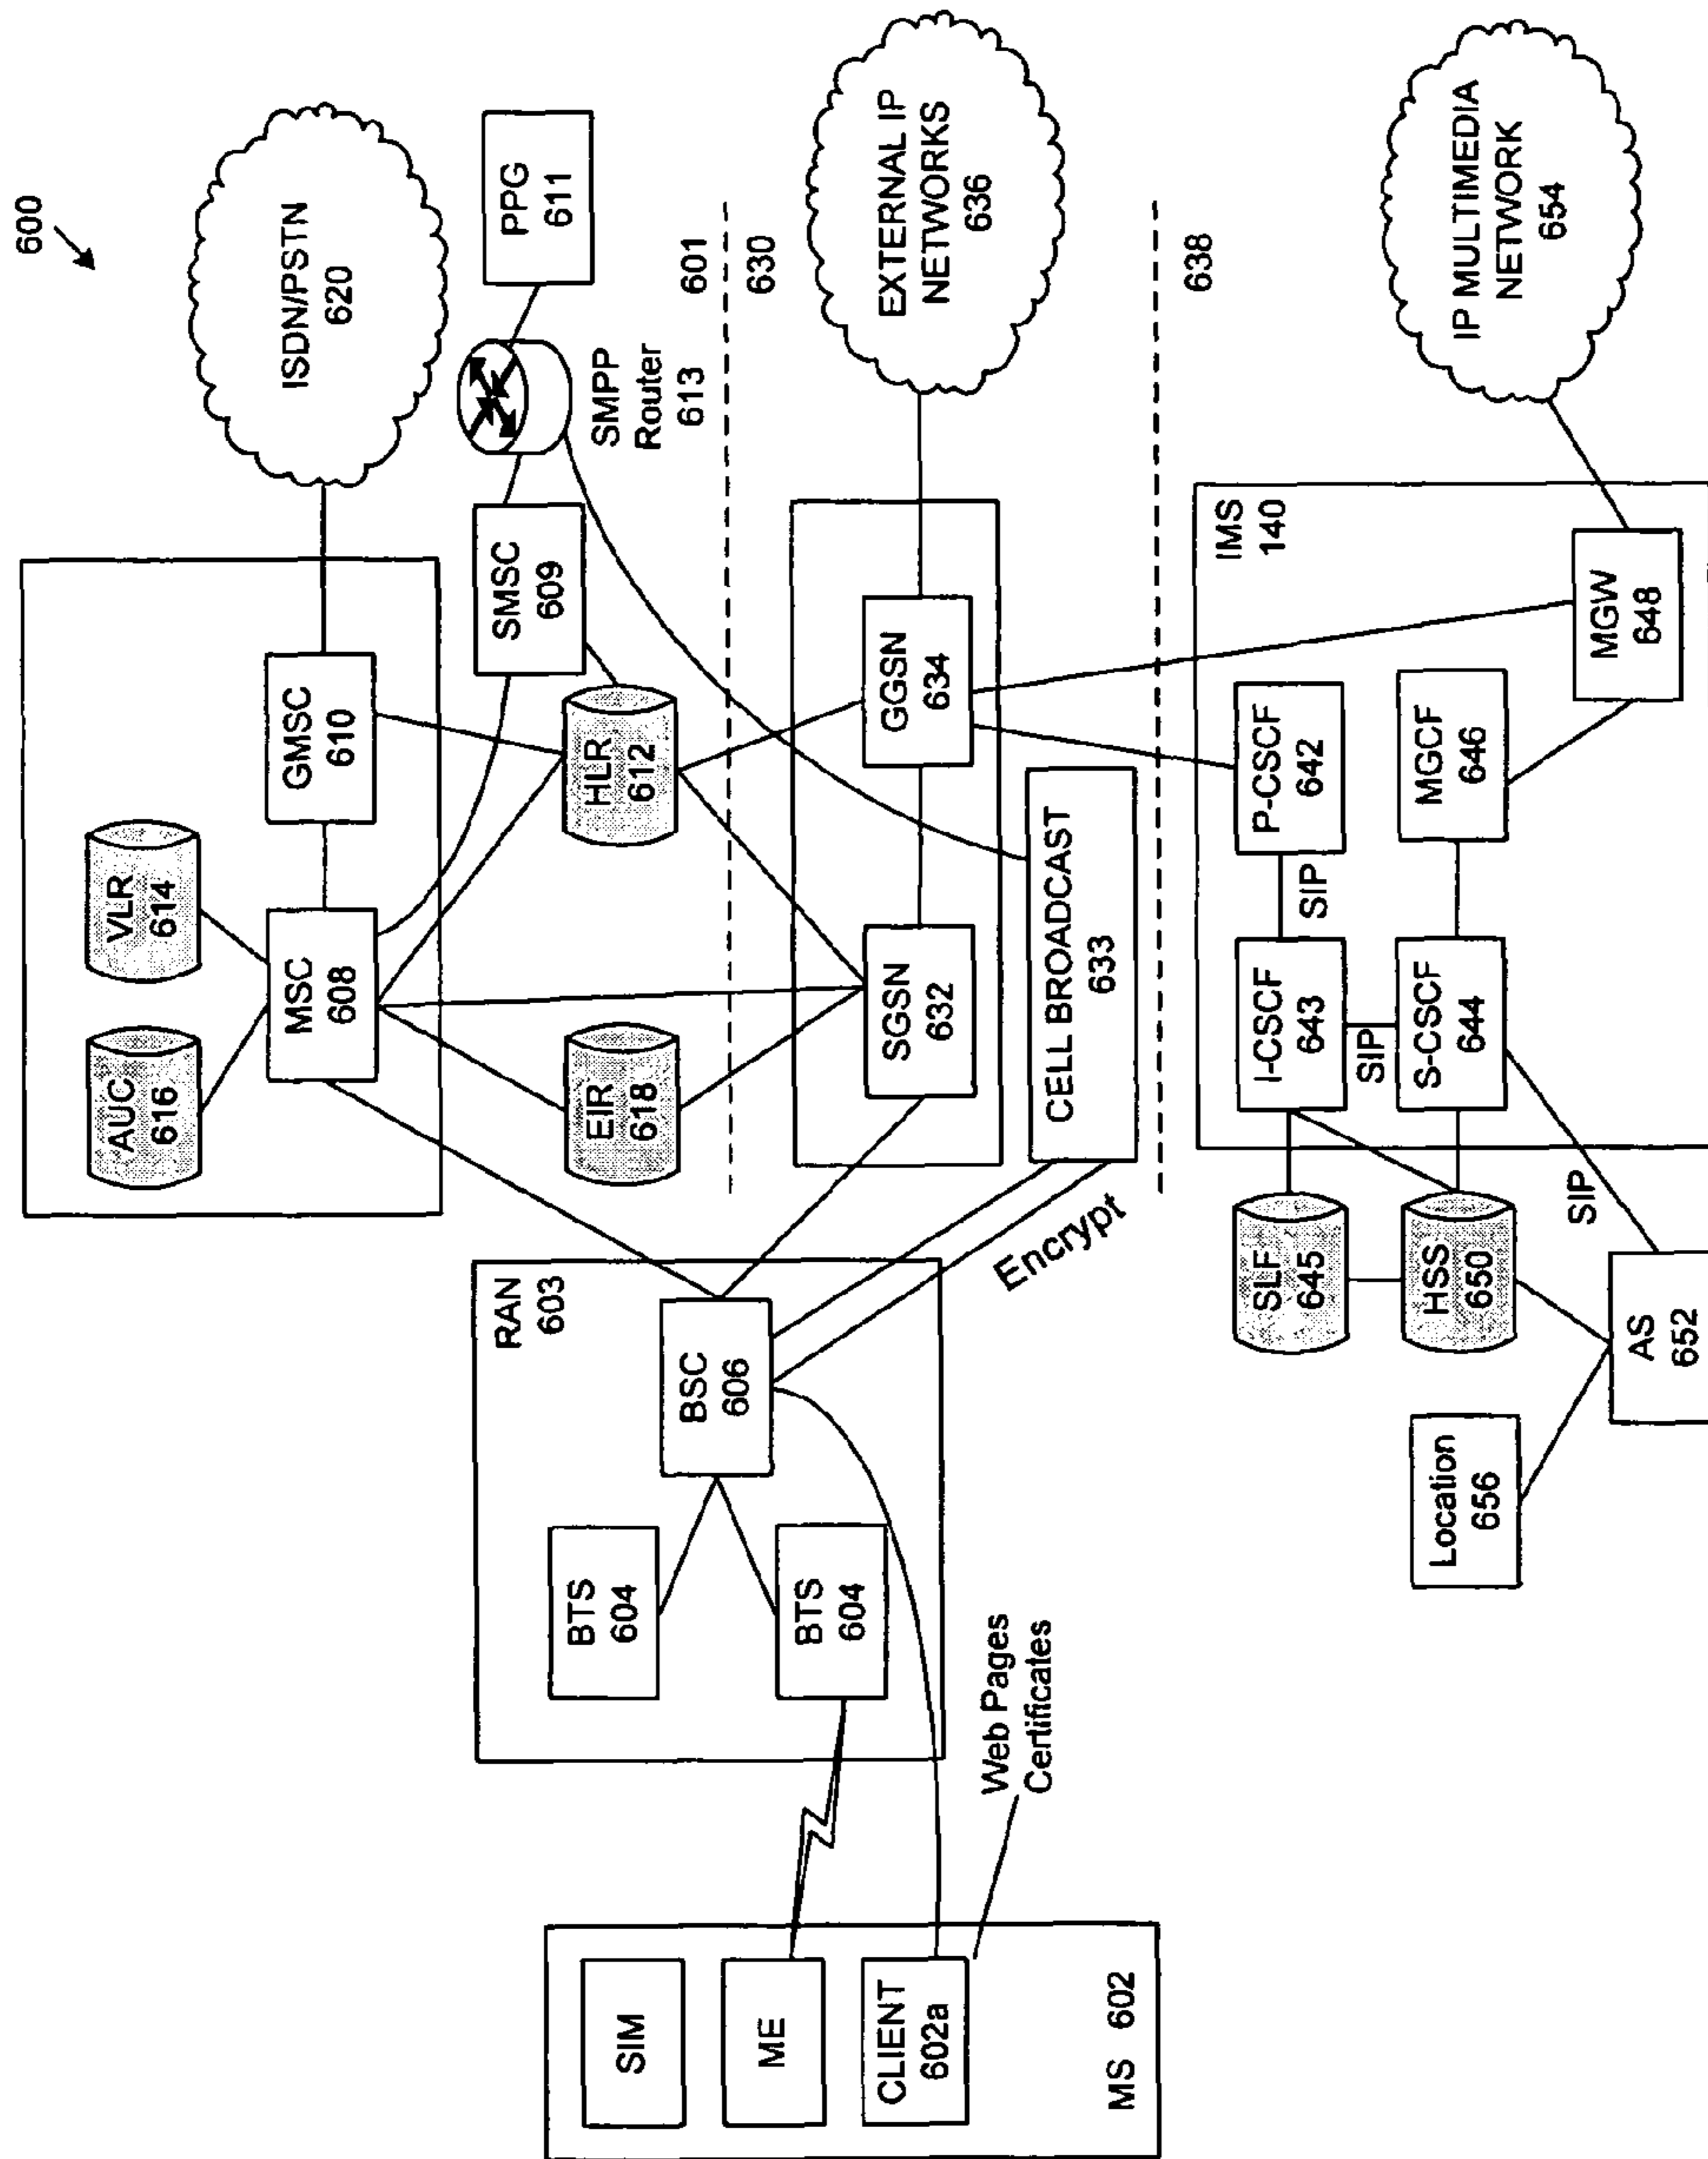 600
AUC
616
VLR
614
MSC
608
GMSC
610
ISDN/PSTN
620
SMSC
609
PPG
611
SMPP
Router
613
EIR
618
HLR
612
601
630
RAN
603
BTS
604
BSC
606
BTS
604
SIM
ME
CLIENT
602a
MS 602
Web Pages
Certificates
Encrypt
SGSN
632
GGSN
634
EXTERNAL IP
NETWORKS
636
CELL BROADCAST
633
638
IMS
140
SLF
645
I-CSCF
643
SIP
P-CSCF
642
SIP
HSS
650
S-CSCF
644
MGCF
646
MGW
648
IP MULTIMEDIA
NETWORK
654
SIP
Location
656
AS
652